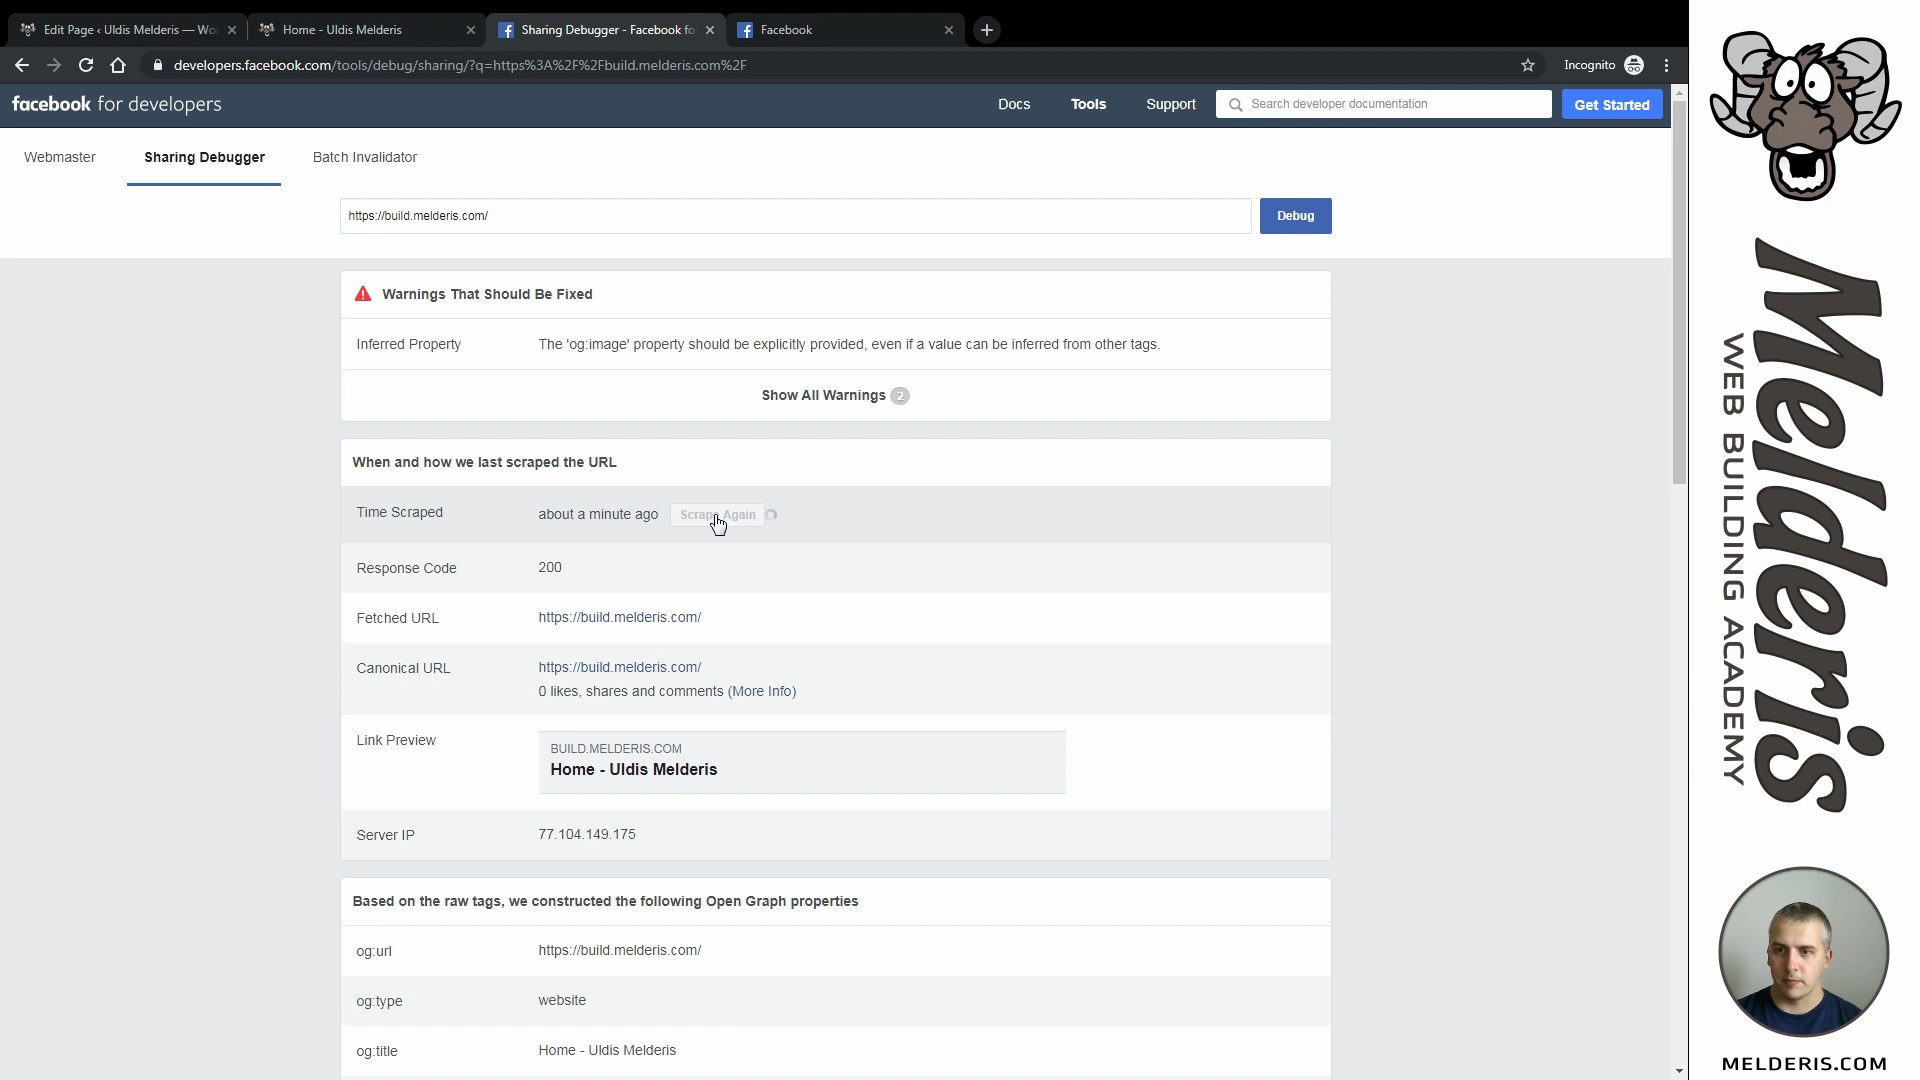 Edit Page ‹ Uldis Melderis — Wo
Home - Uldis Melderis
Sharing Debugger - Facebook fo
Facebook
developers.facebook.com/tools/debug/sharing/?q=https%3A%2F%2Fbuild.melderis.com%2F
Incognito
facebook for developers
Docs
Tools
Support
Search developer documentation
Get Started
Webmaster
Sharing Debugger
Batch Invalidator
https://build.melderis.com/
Debug
Warnings That Should Be Fixed
Inferred Property
The 'og:image' property should be explicitly provided, even if a value can be inferred from other tags.
Show All Warnings 2
When and how we last scraped the URL
Time Scraped
about a minute ago
Scrape Again
Response Code
200
Fetched URL
https://build.melderis.com/
Canonical URL
https://build.melderis.com/
0 likes, shares and comments (More Info)
Link Preview
BUILD.MELDERIS.COM
Home - Uldis Melderis
Server IP
77.104.149.175
Based on the raw tags, we constructed the following Open Graph properties
og:url
https://build.melderis.com/
og:type
website
og:title
Home - Uldis Melderis
Melderis
WEB BUILDING ACADEMY
MELDERIS.COM